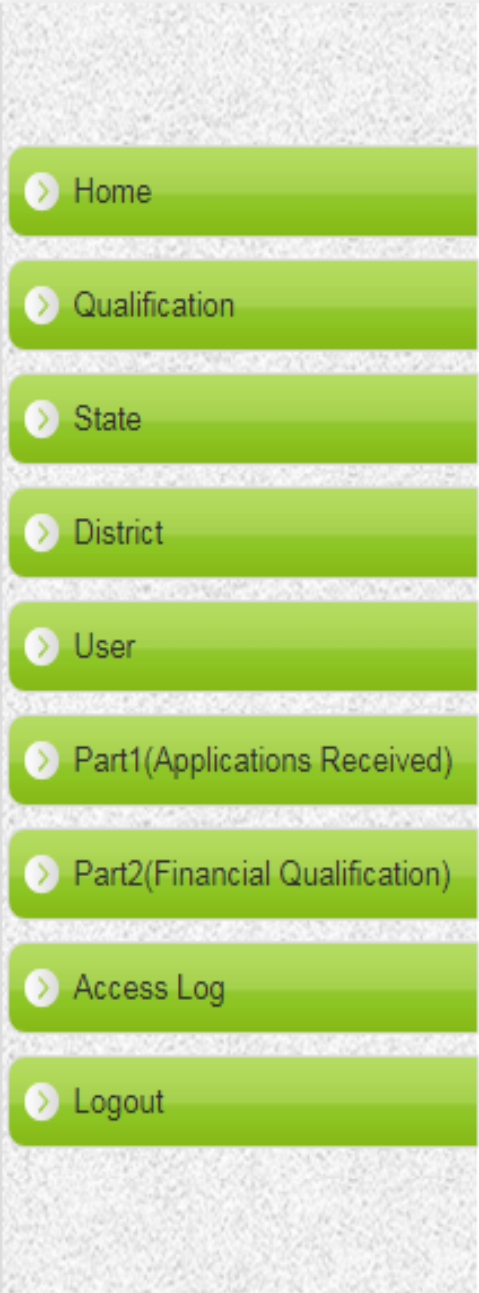 Home
Qualification
State
District
User
Part1(Applications Received)
Part2(Financial Qualification)
Access Log
Logout